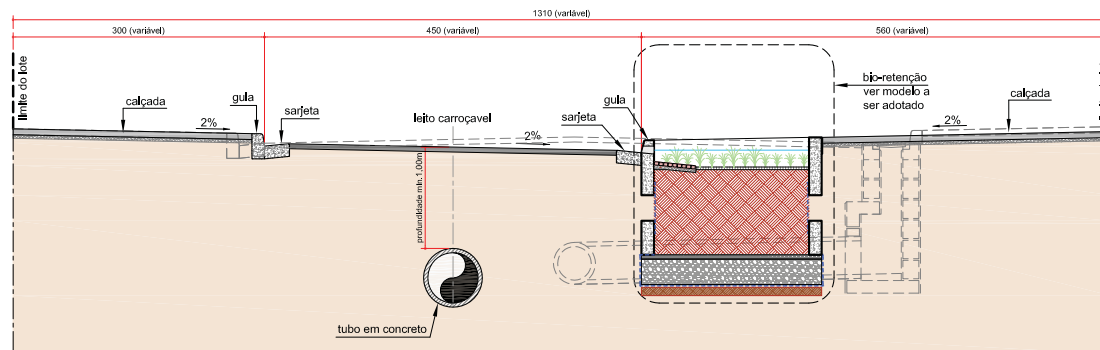 1310 (variável)
300 (variável)
450 (variável)
560 (variável)
limite do lote
calçada
guia
sarjeta
2%
leito carroçavel
2%
sarjeta
guia
bio-retenção
ver modelo a
ser adotado
calçada
2%
profundidade min.1,00m
tubo em concreto